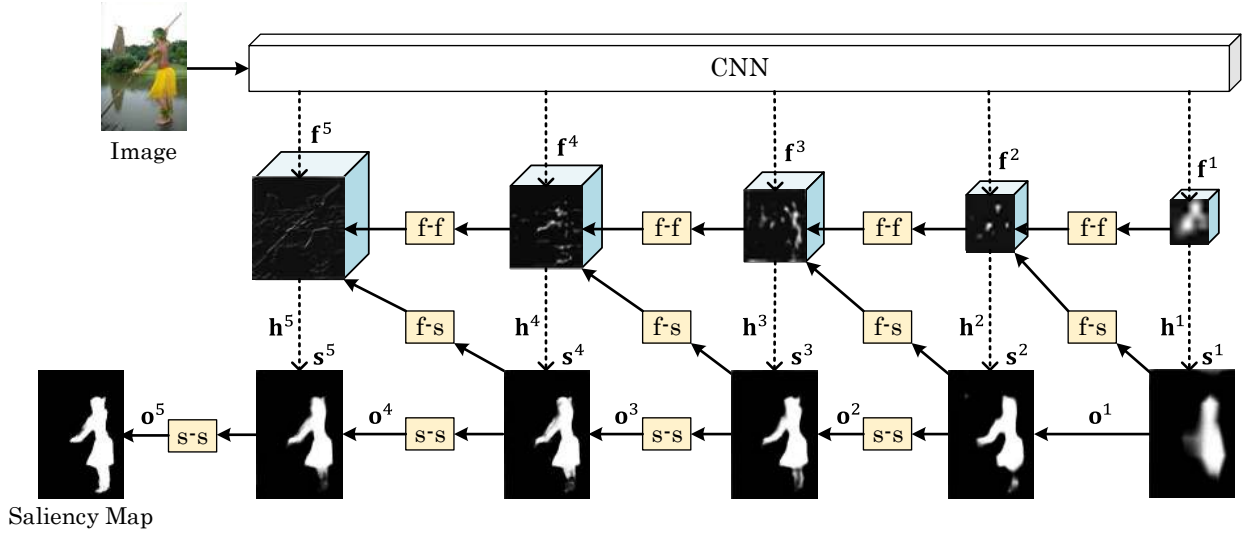 CNN
Image
𝐟⁵
𝐟⁴
𝐟³
𝐟²
𝐟¹
f-f
f-f
f-f
f-f
f-s
f-s
f-s
f-s
𝐡⁵
𝐡⁴
𝐡³
𝐡²
𝐡¹
𝐬⁵
𝐬⁴
𝐬³
𝐬²
𝐬¹
𝐨⁵
𝐨⁴
𝐨³
𝐨²
𝐨¹
s-s
s-s
s-s
s-s
Saliency Map